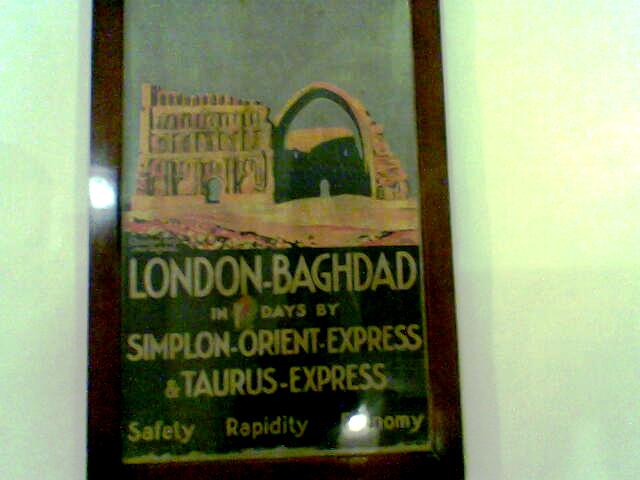 LONDON-BAGHDAD
IN DAYS BY
SIMPLON-ORIENT-EXPRESS
& TAURUS-EXPRESS
Safety Rapidity